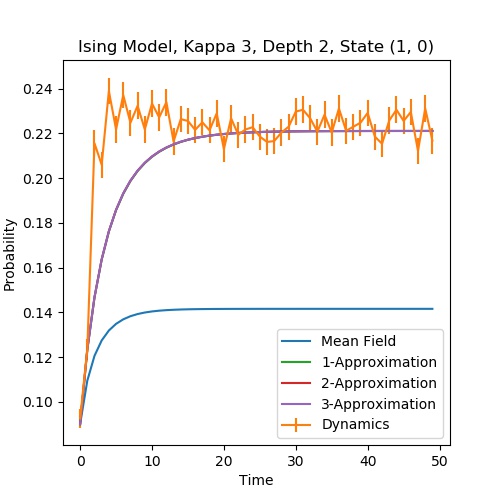 Ising Model, Kappa 3, Depth 2, State (1, 0)
0.24
0.22
0.20
0.18
0.16
0.14
0.12
0.10
Probability
0
10
20
30
40
50
Time
Mean Field
1-Approximation
2-Approximation
3-Approximation
Dynamics